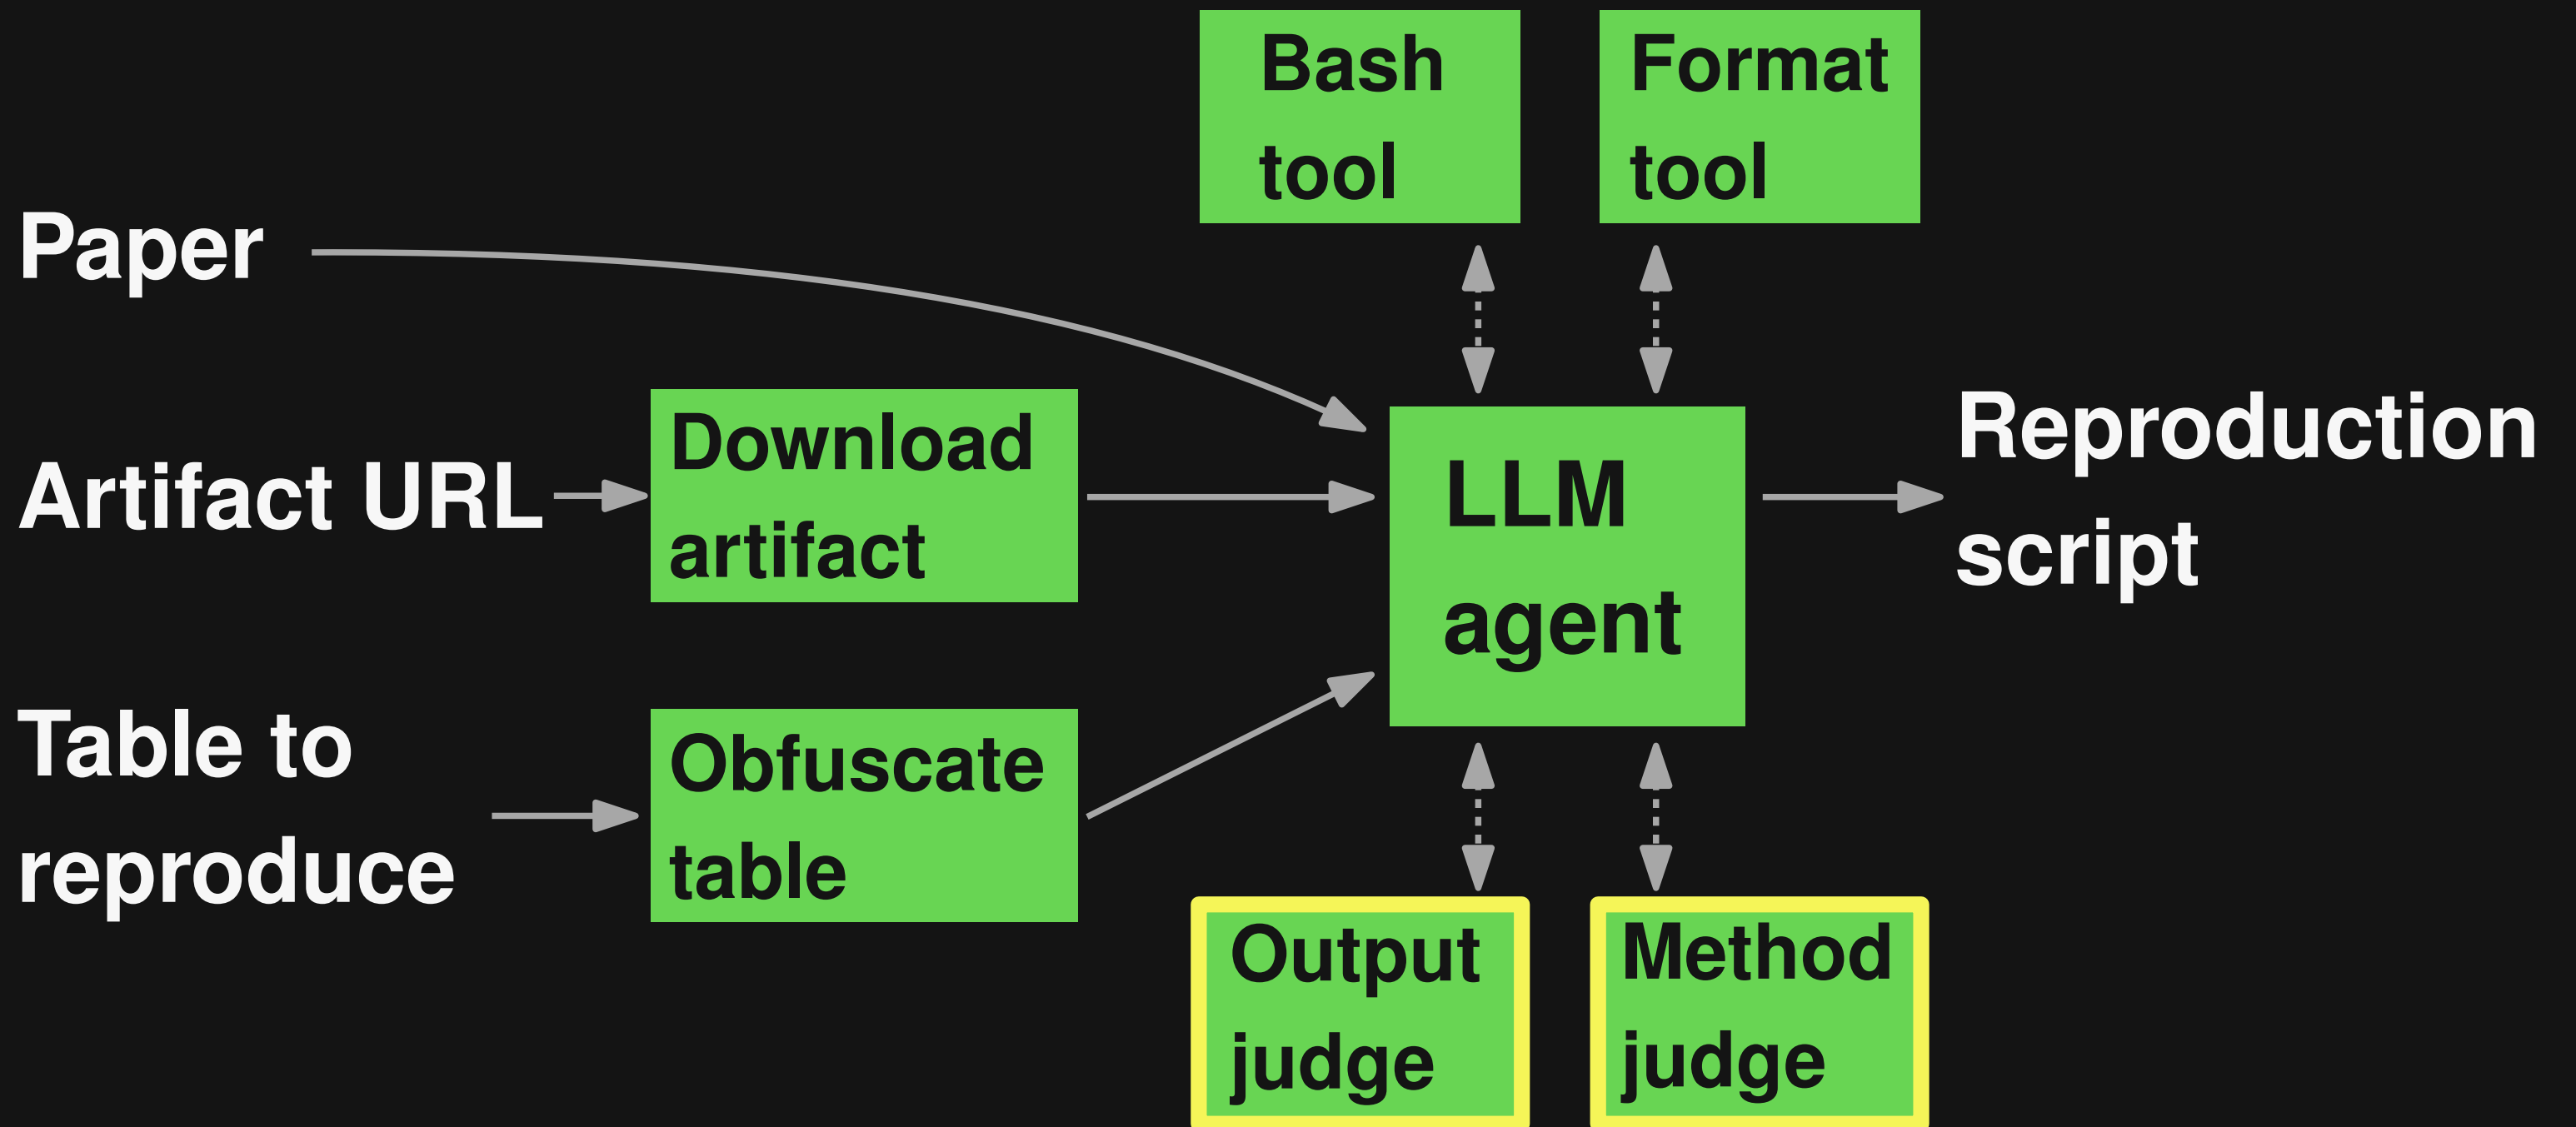 Bash
tool
Format
tool
Paper
Artifact URL
Download
artifact
LLM
agent
Reproduction
script
Table to
reproduce
Obfuscate
table
Output
judge
Method
judge